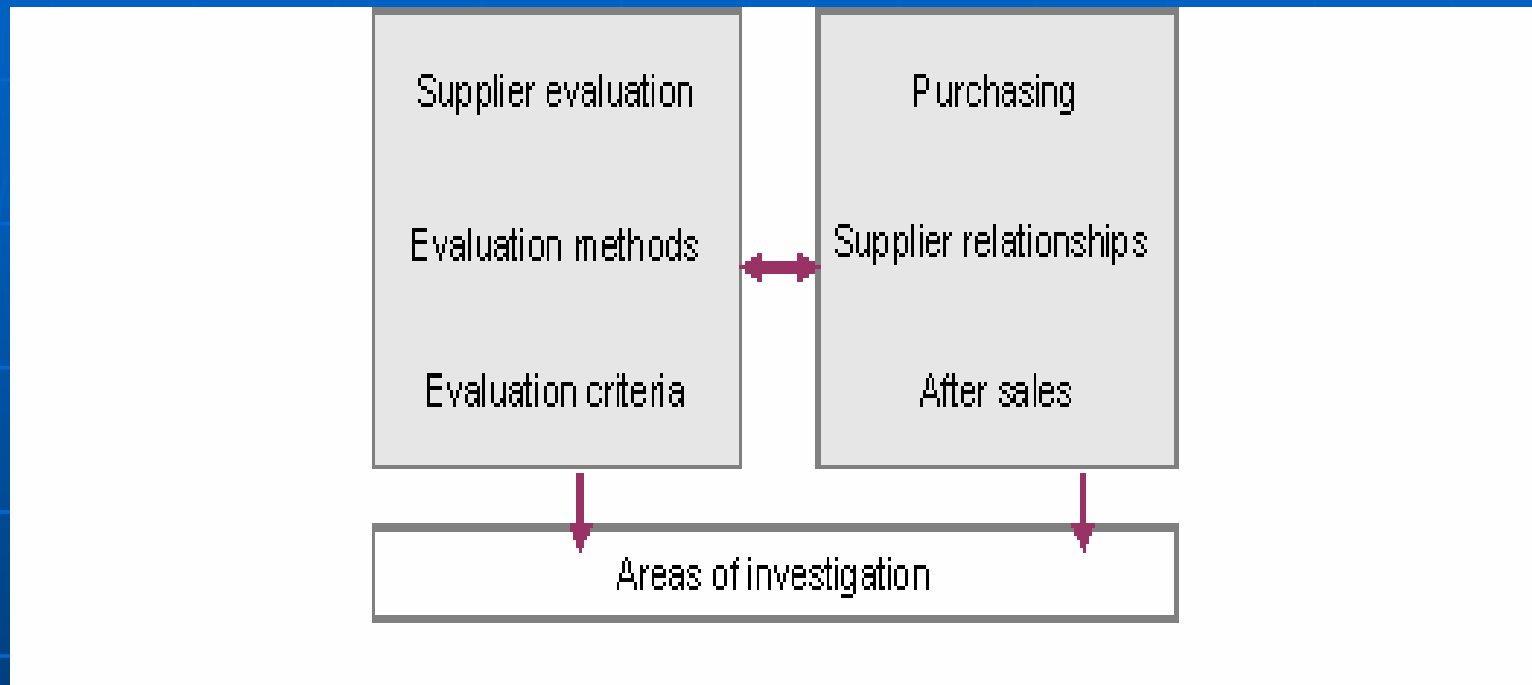 Supplier evaluation
Evaluation methods
Evaluation criteria
Purchasing
Supplier relationships
After sales
Areas of investigation